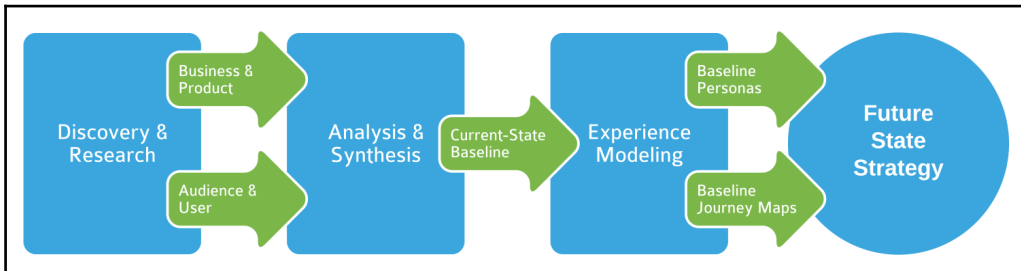 Discovery &
Research
Business &
Product
Audience &
User
Analysis &
Synthesis
Current-State
Baseline
Experience
Modeling
Baseline
Personas
Baseline
Journey Maps
Future
State
Strategy